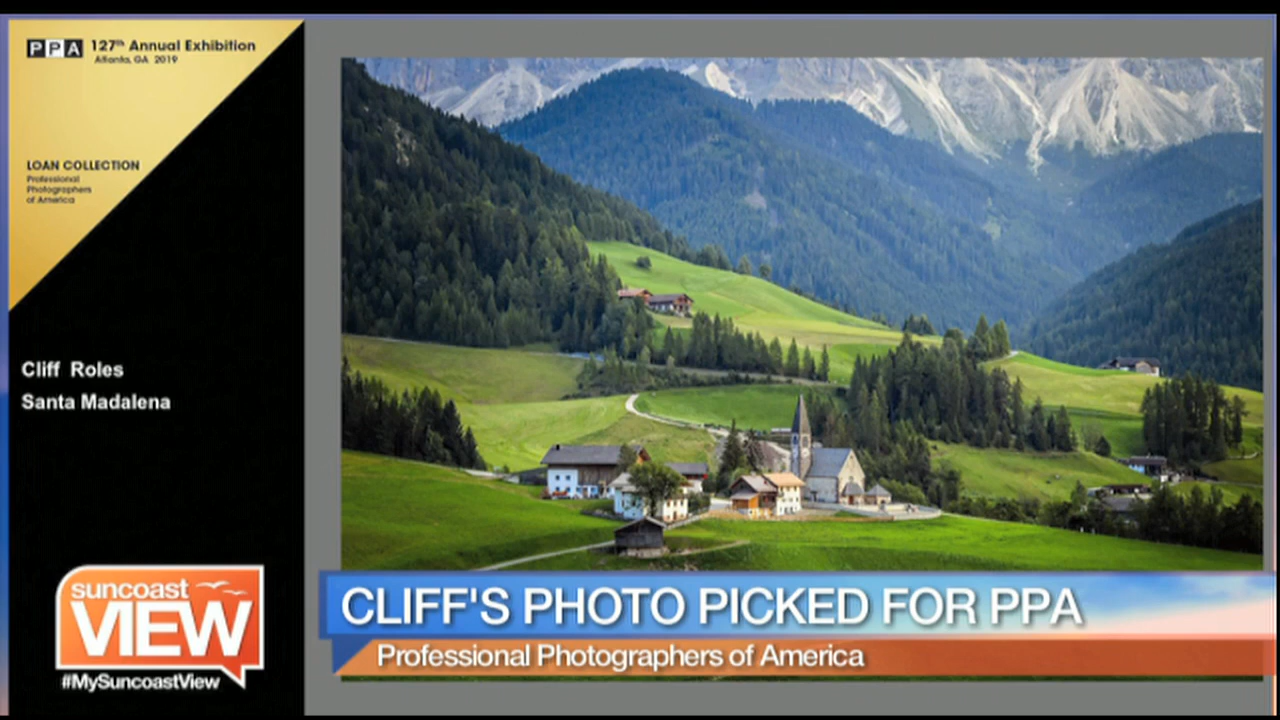 PPA 127th Annual Exhibition
Atlanta, GA 2019
LOAN COLLECTION
Professional
Photographers
of America
Cliff Roles
Santa Madalena
suncoast
VIEW
#MySuncoastView
CLIFF'S PHOTO PICKED FOR PPA
Professional Photographers of America